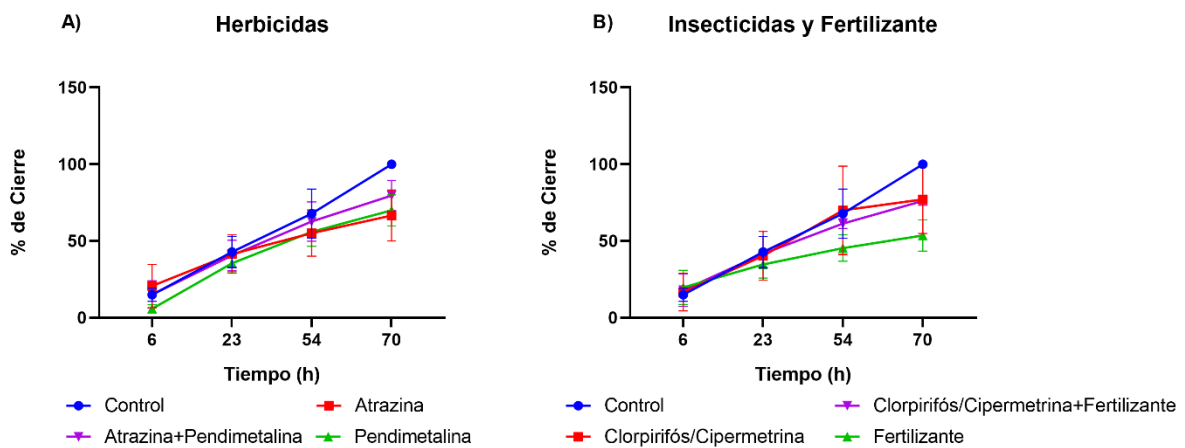 A) Herbicidas
% de Cierre
150
100
50
0
6 23 54 70
Tiempo (h)
Control Atrazina
Atrazina+Pendimetalina Pendimetalina
B) Insecticidas y Fertilizante
% de Cierre
150
100
50
0
6 23 54 70
Tiempo (h)
Control Clorpirifós/Cipermetrina+Fertilizante
Clorpirifós/Cipermetrina Fertilizante